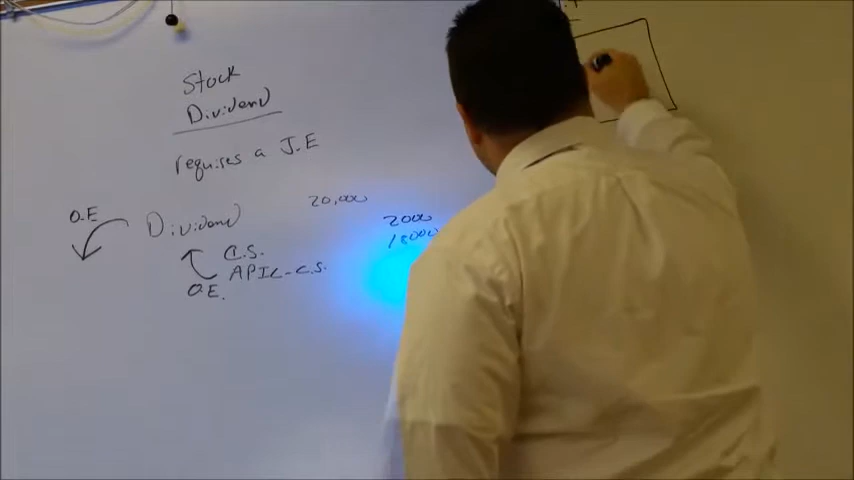 Stock
Dividend
requires a J.E
O.E
Dividend 20,000
C.S. 2000
APIC-C.S. 18000
O.E.